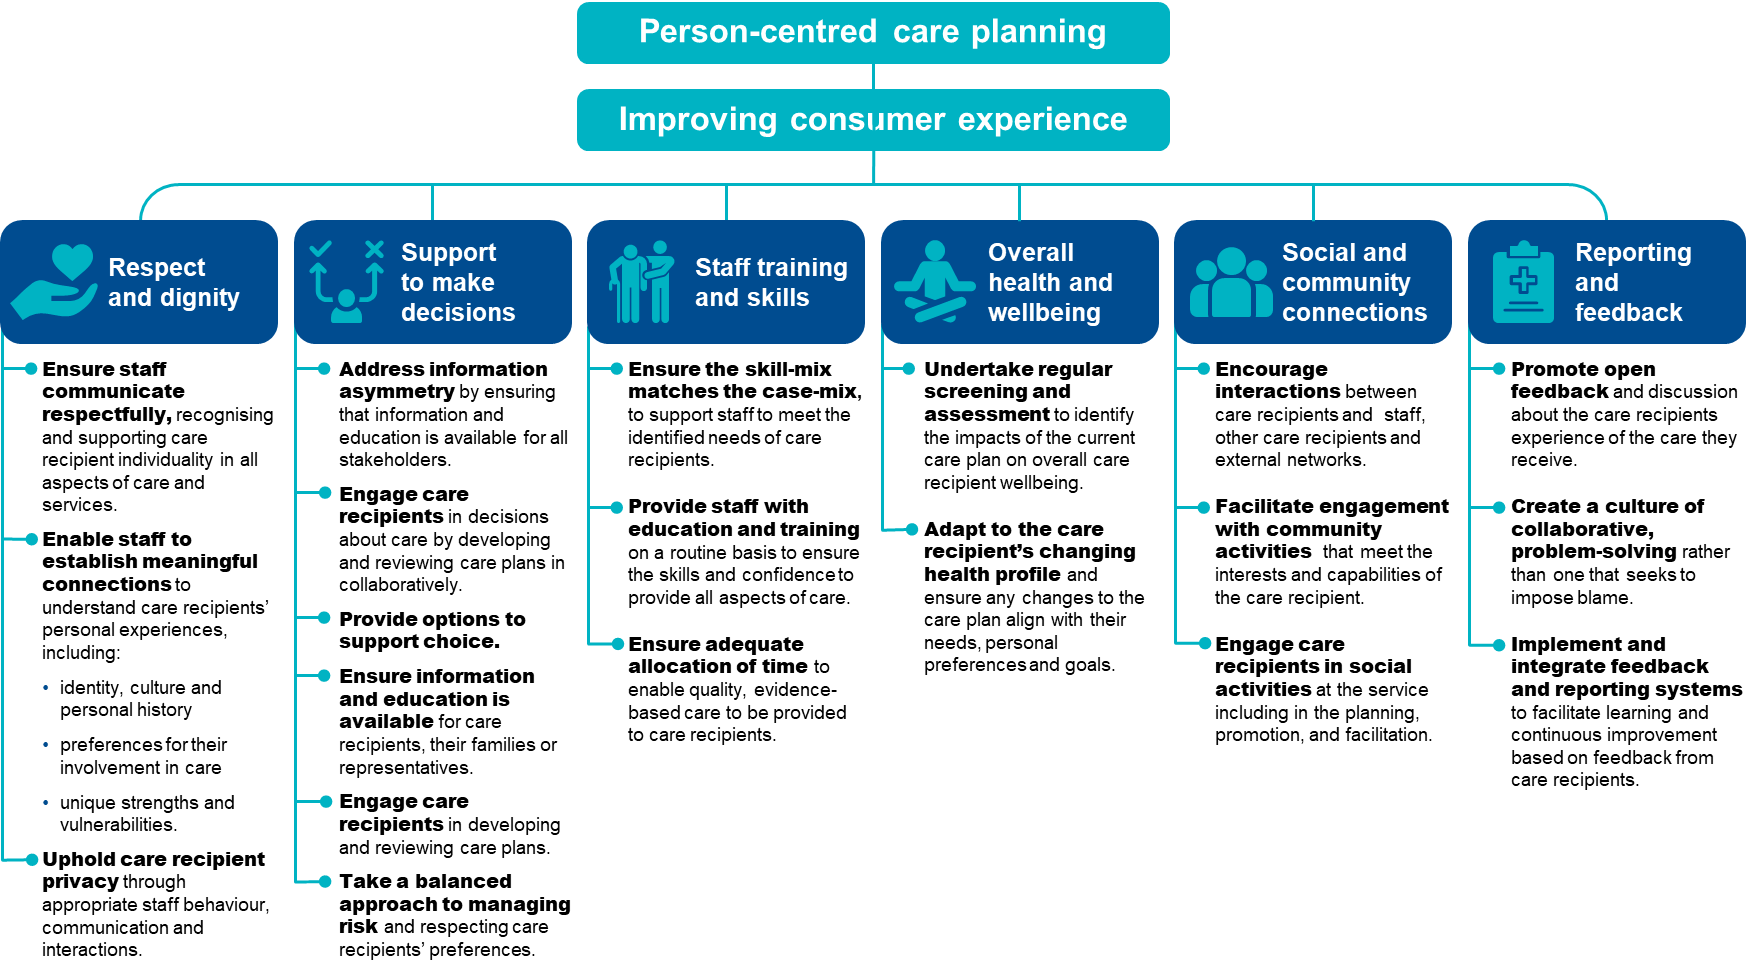 Person-centred care planning
Improving consumer experience
Respect
and dignity
Ensure staff
communicate
respectfully, recognising
and supporting care
recipient individuality in all
aspects of care and
services.
Enable staff to
establish meaningful
connections to
understand care recipients’
personal experiences,
including:
• identity, culture and
personal history
• preferences for their
involvement in care
• unique strengths and
vulnerabilities.
Uphold care recipient
privacy through
appropriate staff behaviour,
communication and
interactions.
Support
to make
decisions
Address information
asymmetry by ensuring
that information and
education is available for all
stakeholders.
Engage care
recipients in decisions
about care by developing
and reviewing care plans in
collaboratively.
Provide options to
support choice.
Ensure information
and education is
available for care
recipients, their families or
representatives.
Engage care
recipients in developing
and reviewing care plans.
Take a balanced
approach to managing
risk and respecting care
recipients’ preferences.
Staff training
and skills
Ensure the skill-mix
matches the case-mix,
to support staff to meet the
identified needs of care
recipients.
Provide staff with
education and training
on a routine basis to ensure
the skills and confidence to
provide all aspects of care.
Ensure adequate
allocation of time to
enable quality, evidence-
based care to be provided
to care recipients.
Overall
health and
wellbeing
Undertake regular
screening and
assessment to identify
the impacts of the current
care plan on overall care
recipient wellbeing.
Adapt to the care
recipient’s changing
health profile and
ensure any changes to the
care plan align with their
needs, personal
preferences and goals.
Social and
community
connections
Encourage
interactions between
care recipients and staff,
other care recipients and
external networks.
Facilitate engagement
with community
activities that meet the
interests and capabilities of
the care recipient.
Engage care
recipients in social
activities at the service
including in the planning,
promotion, and facilitation.
Reporting
and
feedback
Promote open
feedback and discussion
about the care recipients
experience of the care they
receive.
Create a culture of
collaborative,
problem-solving rather
than one that seeks to
impose blame.
Implement and
integrate feedback
and reporting systems
to facilitate learning and
continuous improvement
based on feedback from
care recipients.